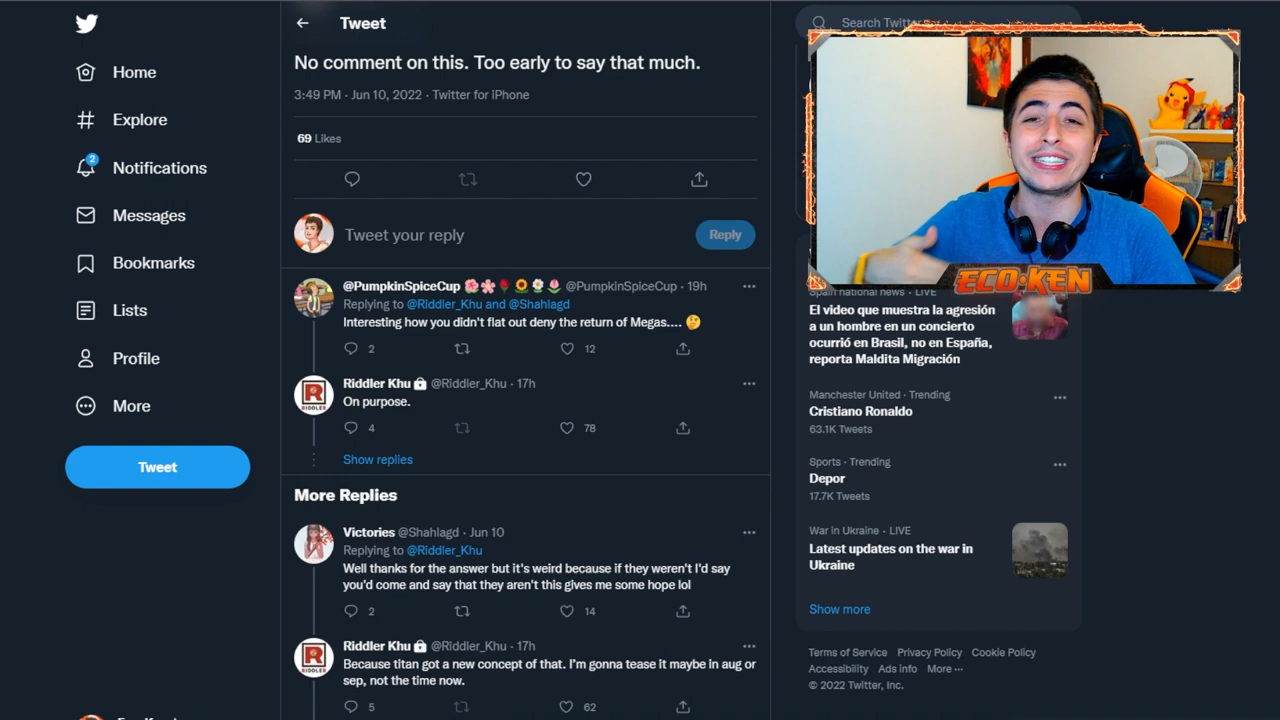 Home
Explore
2
Notifications
Messages
Bookmarks
Lists
Profile
More
Tweet
Tweet
No comment on this. Too early to say that much.
3:49 PM · Jun 10, 2022 · Twitter for iPhone
69 Likes
Tweet your reply
Reply
@PumpkinSpiceCup 🌺🌸🌹🌻🌼🌷 @PumpkinSpiceCup · 19h
Replying to @Riddler_Khu and @Shahlagd
Interesting how you didn't flat out deny the return of Megas.... 🤔
2
12
RIDDLER
Riddler Khu @Riddler_Khu · 17h
On purpose.
4
78
Show replies
More Replies
Victories @Shahlagd · Jun 10
Replying to @Riddler_Khu
Well thanks for the answer but it's weird because if they weren't I'd say
you'd come and say that they aren't this gives me some hope lol
2
14
RIDDLER
Riddler Khu @Riddler_Khu · 17h
Because titan got a new concept of that. I'm gonna tease it maybe in aug or
sep, not the time now.
5
62
Search Twitter
ECO·KEN
Spain national news · LIVE
El video que muestra la agresión
a un hombre en un concierto
ocurrió en Brasil, no en España,
reporta Maldita Migración
Manchester United · Trending
Cristiano Ronaldo
63.1K Tweets
Sports · Trending
Depor
17.7K Tweets
War in Ukraine · LIVE
Latest updates on the war in
Ukraine
Show more
Terms of Service Privacy Policy Cookie Policy
Accessibility Ads info More ···
© 2022 Twitter, Inc.